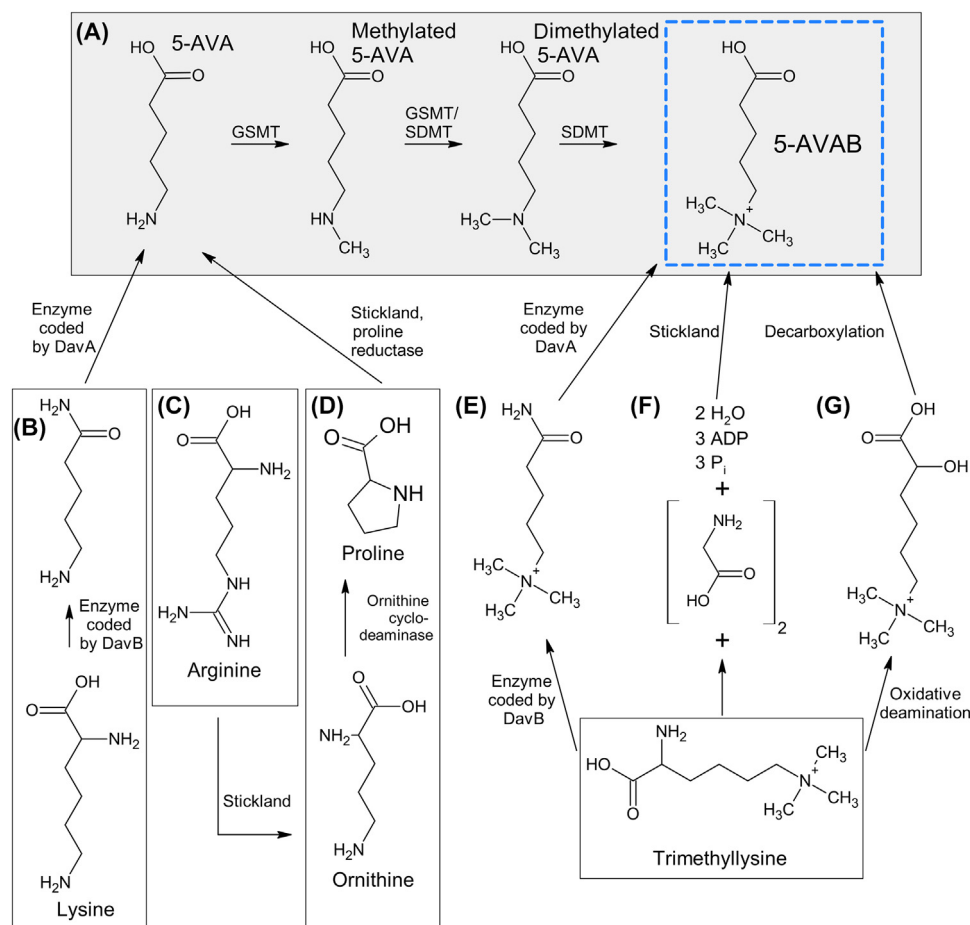 (A)
5-AVA
Methylated
5-AVA
Dimethylated
5-AVA
5-AVAB
HO
O
H₂N
GSMT
HO
O
HN
CH₃
GSMT/
SDMT
HO
O
H₃C
N
CH₃
SDMT
HO
O
H₃C
N⁺
H₃C
CH₃
Enzyme
coded
by DavA
Stickland,
proline
reductase
Enzyme
coded by
DavA
Stickland
Decarboxylation
(B)
H₂N
O
H₂N
Enzyme
coded
by DavB
OH
O
NH₂
H₂N
Lysine
(C)
OH
O
NH₂
NH
H₂N
NH
Arginine
Stickland
(D)
OH
O
NH
Proline
Ornithine
cyclo-
deaminase
O
OH
NH₂
H₂N
Ornithine
(E)
H₂N
O
H₃C
N⁺
H₃C
CH₃
Enzyme
coded by
DavB
(F)
2 H₂O
3 ADP
3 Pᵢ
+
NH₂
O
HO
2
+
(G)
OH
O
OH
H₃C
N⁺
H₃C
CH₃
Oxidative
deamination
NH₂
HO
O
CH₃
N⁺
CH₃
H₃C
Trimethyllysine